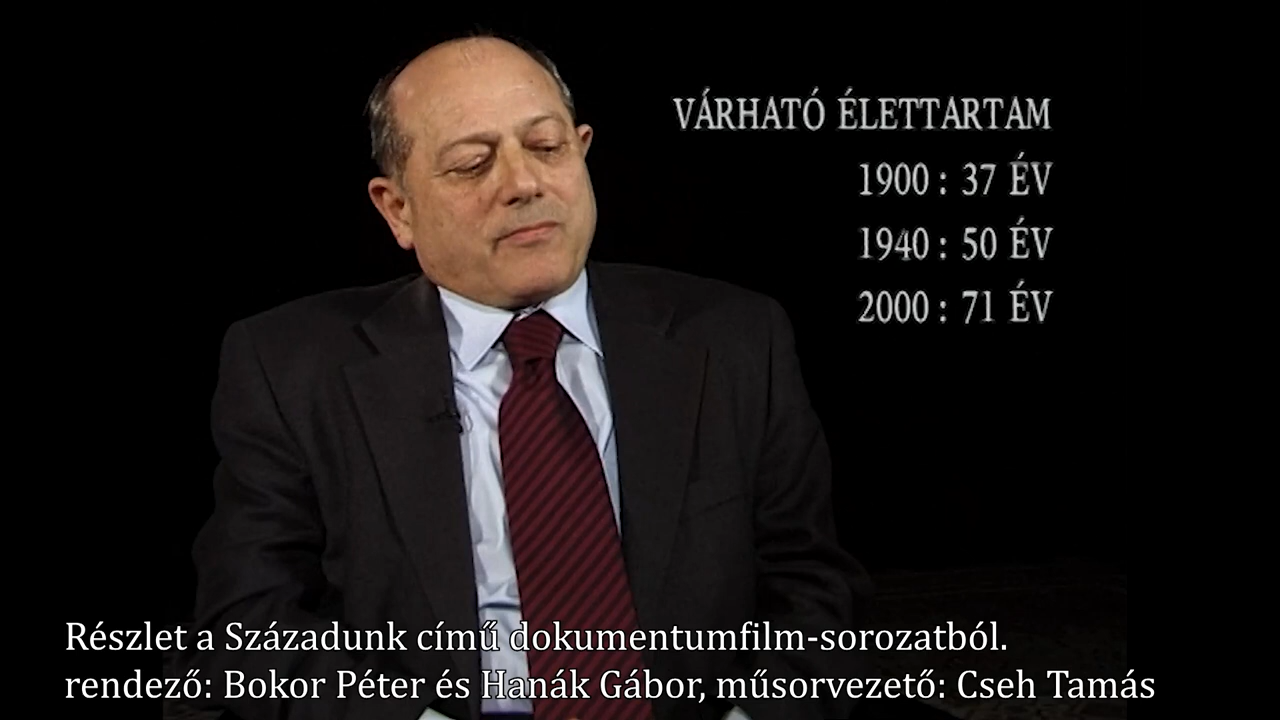 VÁRHATÓ ÉLETTARTAM
1900 : 37 ÉV
1940 : 50 ÉV
2000 : 71 ÉV
Részlet a Századunk című dokumentumfilm-sorozatból.
rendező: Bokor Péter és Hanák Gábor, műsorvezető: Cseh Tamás